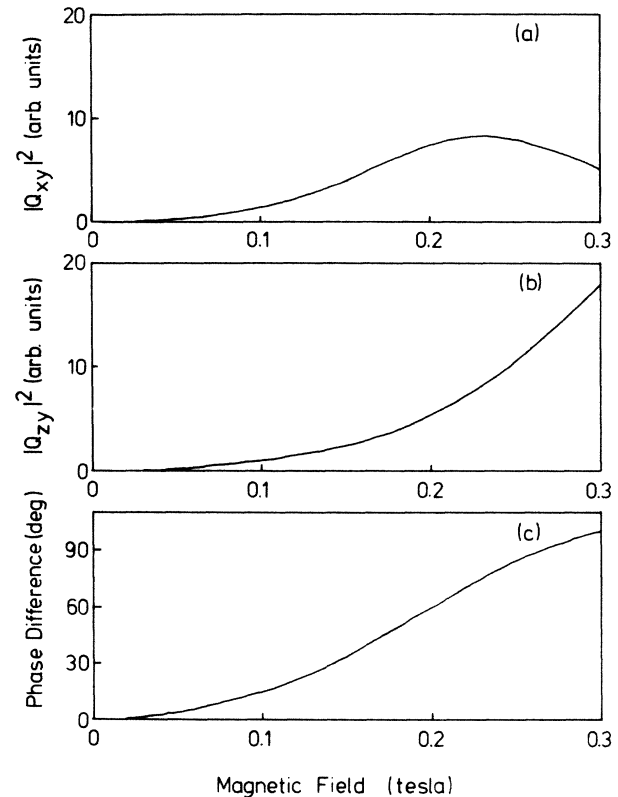 (a)
|Q_xy|² (arb. units)
20
10
0
0 0.1 0.2 0.3
(b)
|Q_zy|² (arb. units)
20
10
0
0 0.1 0.2 0.3
(c)
Phase Difference (deg)
90
60
30
0
0 0.1 0.2 0.3
Magnetic Field (tesla)